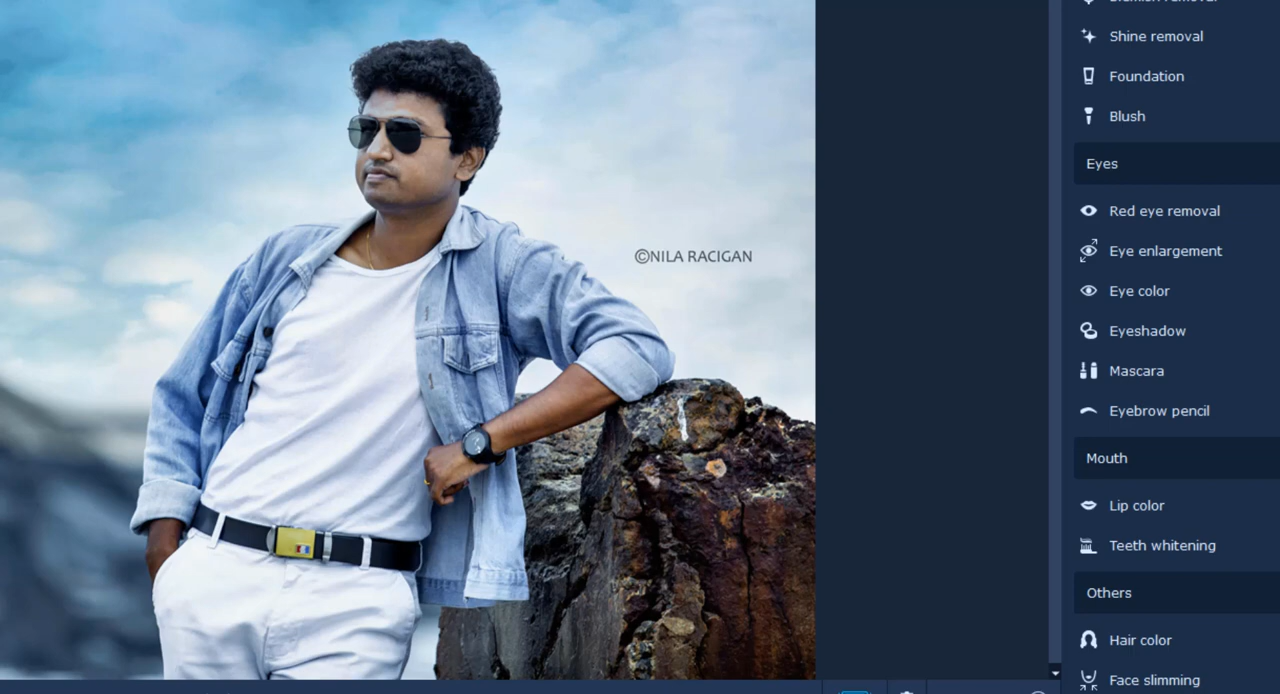 ©NILA RACIGAN
Shine removal
Foundation
Blush
Eyes
Red eye removal
Eye enlargement
Eye color
Eyeshadow
Mascara
Eyebrow pencil
Mouth
Lip color
Teeth whitening
Others
Hair color
Face slimming